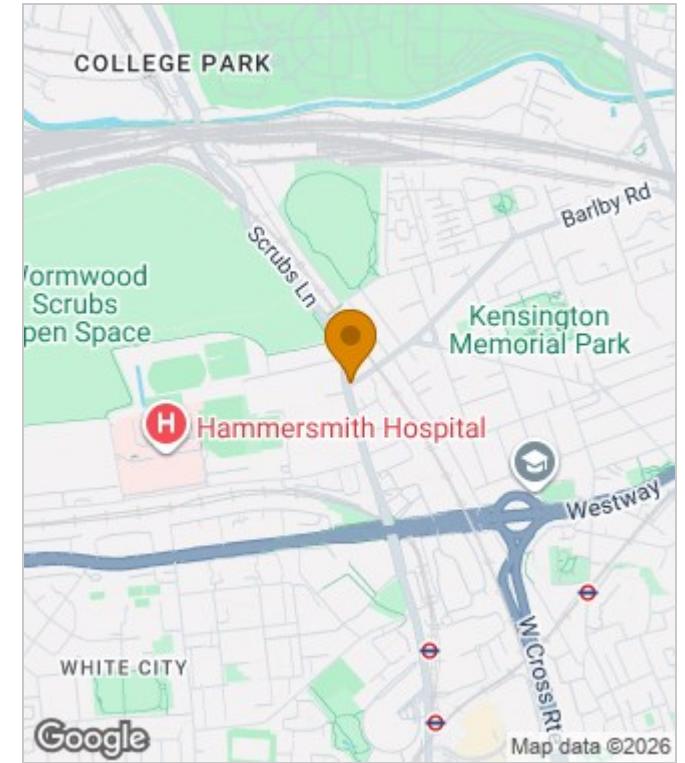 COLLEGE PARK
Barlby Rd
Scrubs Ln
Wormwood
Scrubs
pen Space
Kensington
Memorial Park
H
Hammersmith Hospital
Westway
W Cross Rt
WHITE CITY
Google
Map data ©2026